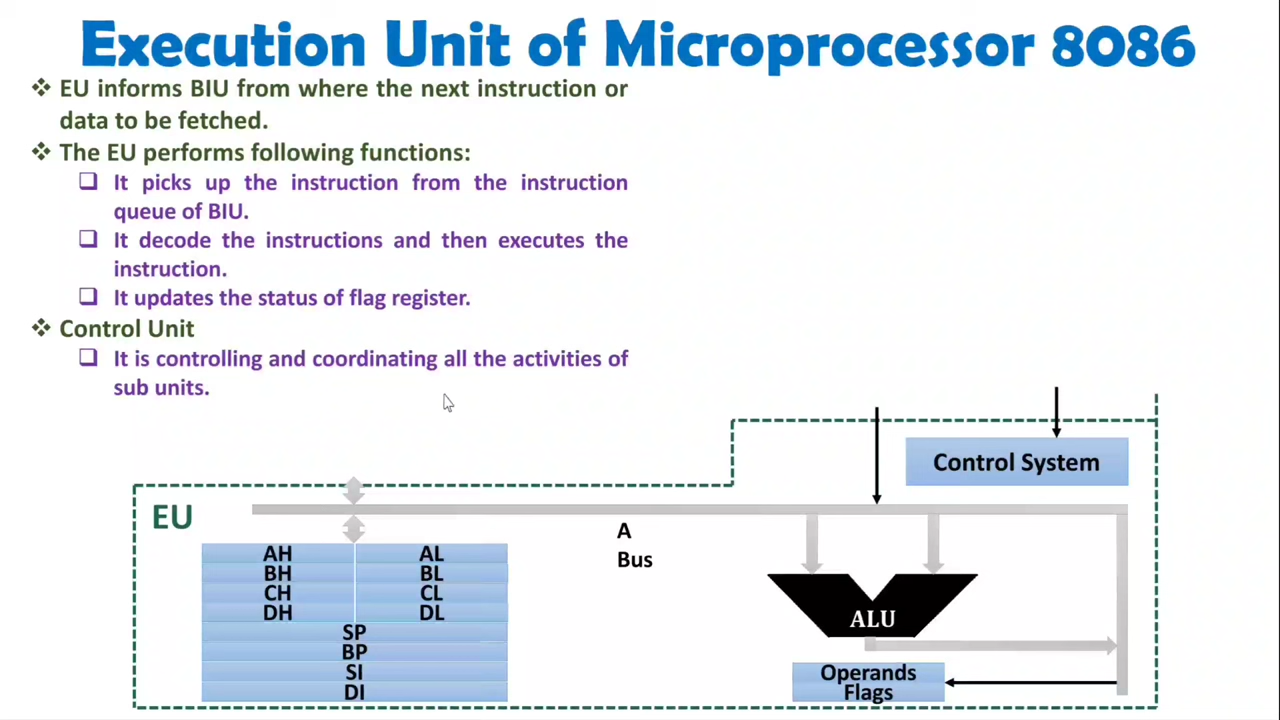 Execution Unit of Microprocessor 8086
❖ EU informs BIU from where the next instruction or
data to be fetched.
❖ The EU performs following functions:
❑ It picks up the instruction from the instruction
queue of BIU.
❑ It decode the instructions and then executes the
instruction.
❑ It updates the status of flag register.
❖ Control Unit
❑ It is controlling and coordinating all the activities of
sub units.
Control System
EU
A
Bus
AH AL
BH BL
CH CL
DH DL
SP
BP
SI
DI
ALU
Operands
Flags